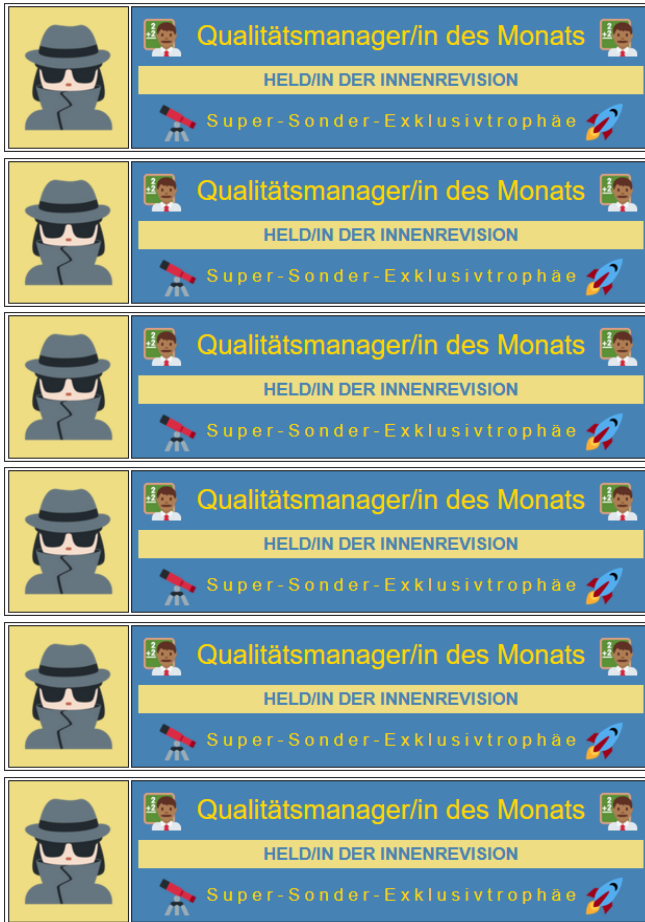 Qualitätsmanager/in des Monats
HELD/IN DER INNENREVISION
Super-Sonder-Exklusivtrophäe
Qualitätsmanager/in des Monats
HELD/IN DER INNENREVISION
Super-Sonder-Exklusivtrophäe
Qualitätsmanager/in des Monats
HELD/IN DER INNENREVISION
Super-Sonder-Exklusivtrophäe
Qualitätsmanager/in des Monats
HELD/IN DER INNENREVISION
Super-Sonder-Exklusivtrophäe
Qualitätsmanager/in des Monats
HELD/IN DER INNENREVISION
Super-Sonder-Exklusivtrophäe
Qualitätsmanager/in des Monats
HELD/IN DER INNENREVISION
Super-Sonder-Exklusivtrophäe